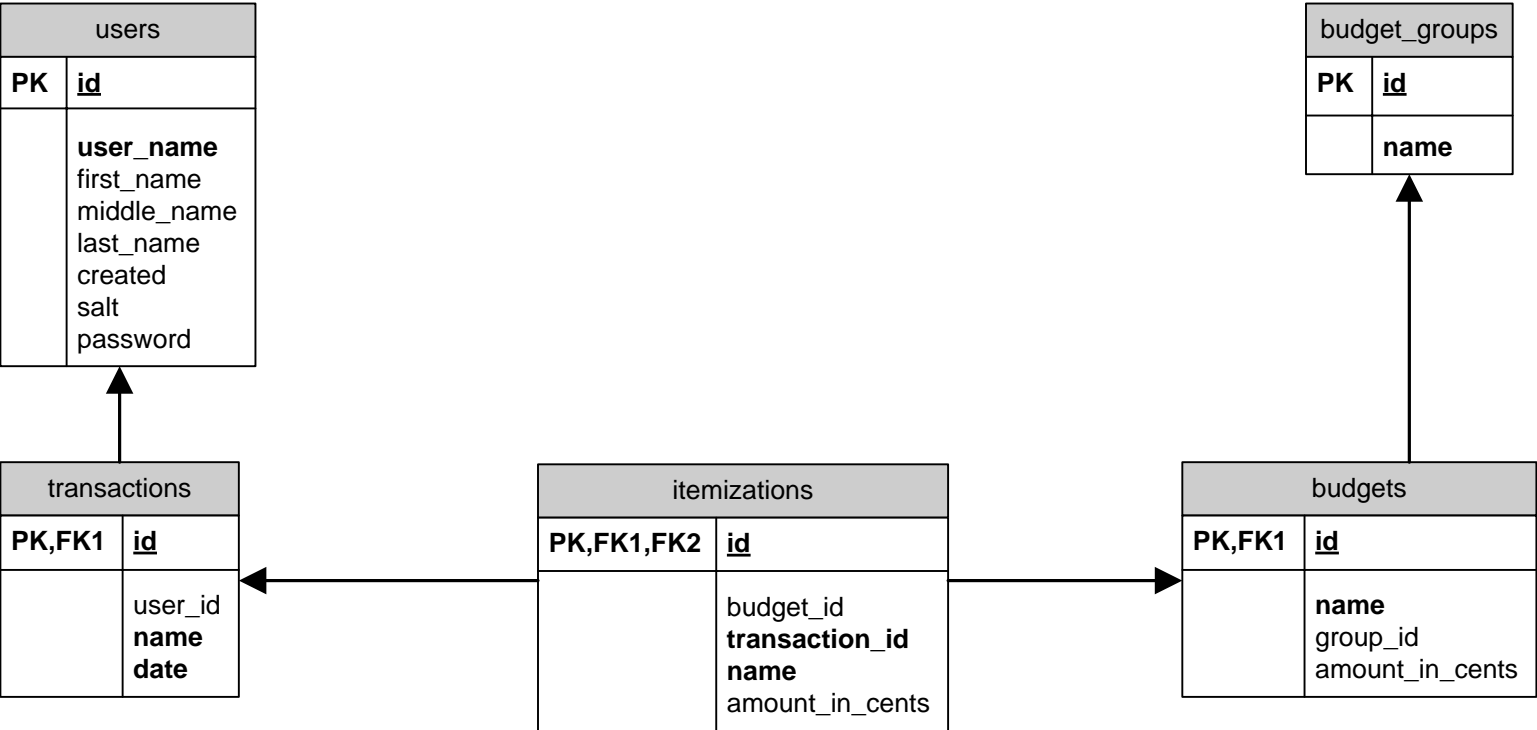 users
PK id
user_name
first_name
middle_name
last_name
created
salt
password
budget_groups
PK id
name
transactions
PK,FK1 id
user_id
name
date
itemizations
PK,FK1,FK2 id
budget_id
transaction_id
name
amount_in_cents
budgets
PK,FK1 id
name
group_id
amount_in_cents